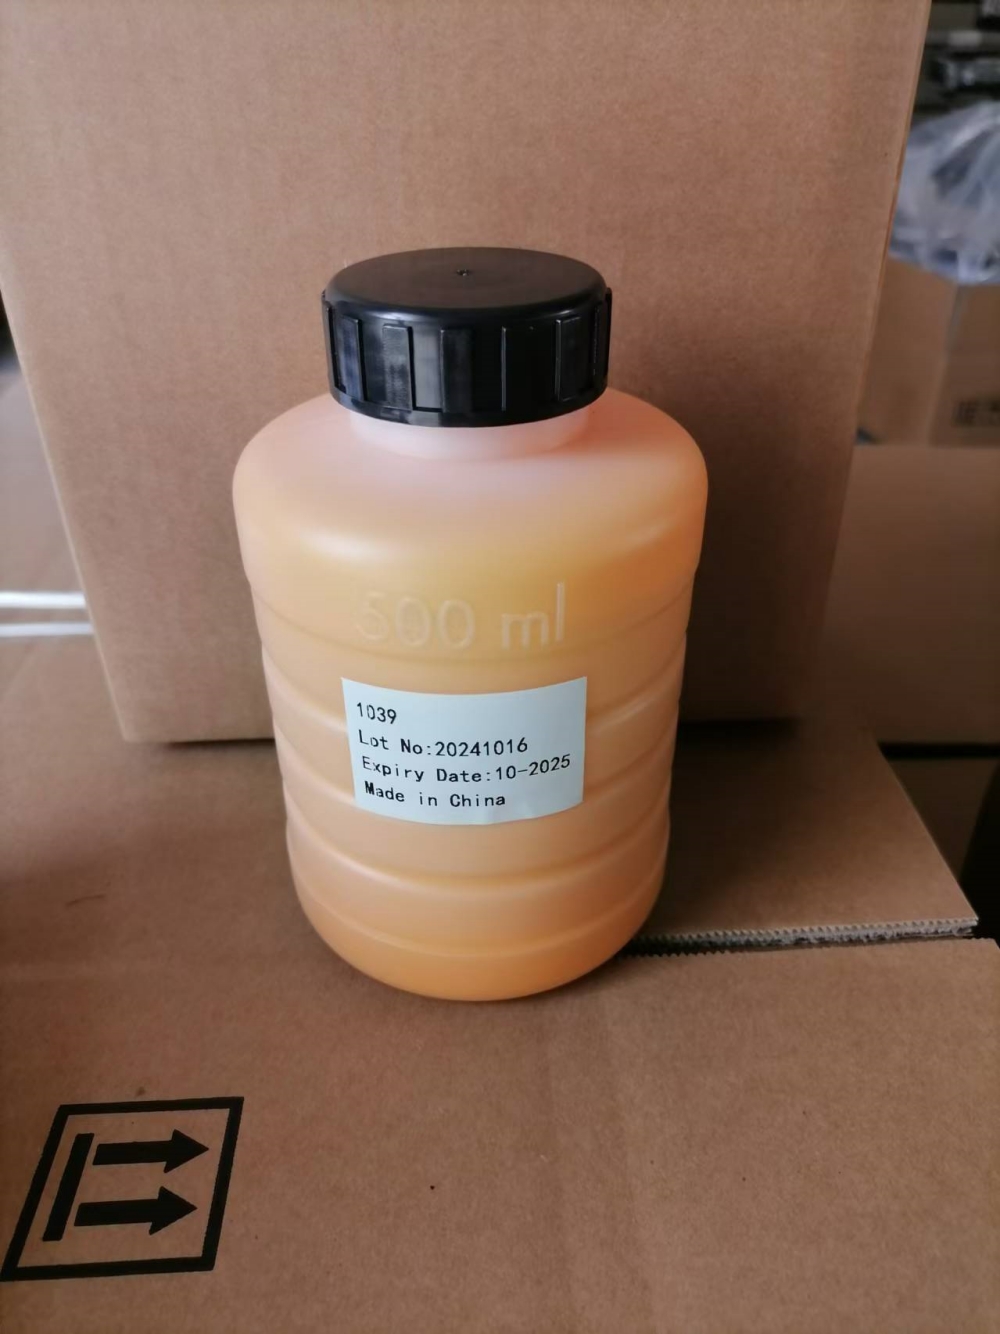 500 ml
1039
Lot No:20241016
Expiry Date:10-2025
Made in China